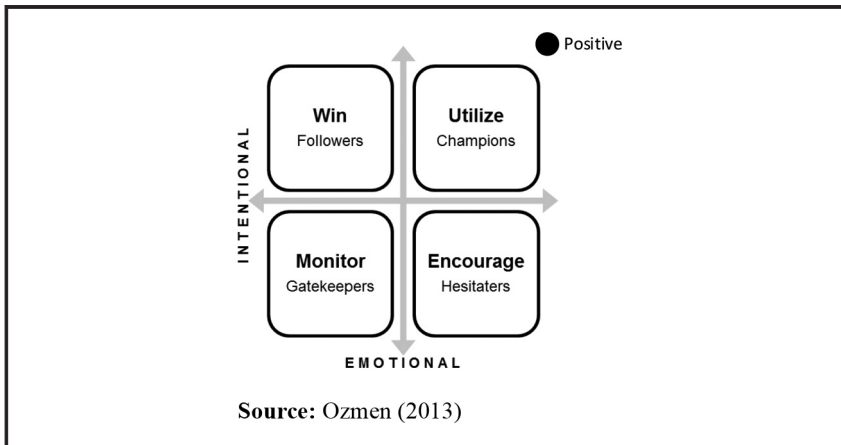 Positive
Win
Followers
Utilize
Champions
INTENTIONAL
Monitor
Gatekeepers
Encourage
Hesitaters
EMOTIONAL
Source: Ozmen (2013)